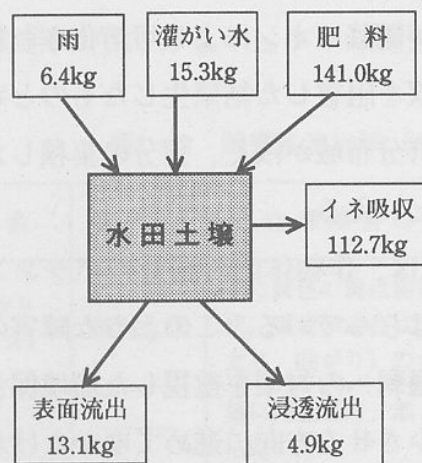 雨
6.4kg
灌がい水
15.3kg
肥料
141.0kg
水田土壌
イネ吸収
112.7kg
表面流出
13.1kg
浸透流出
4.9kg